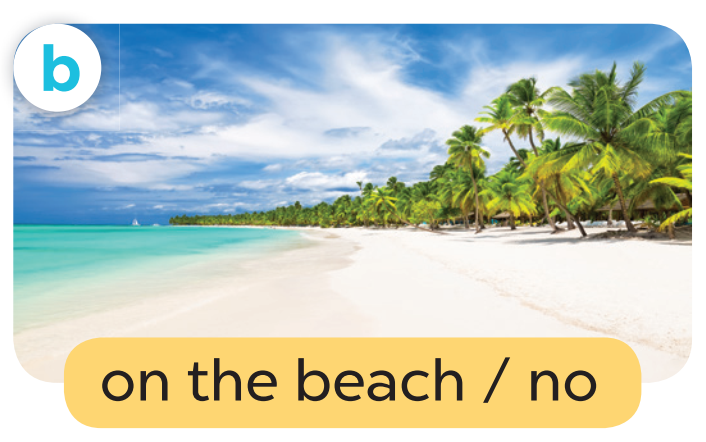 b
on the beach / no